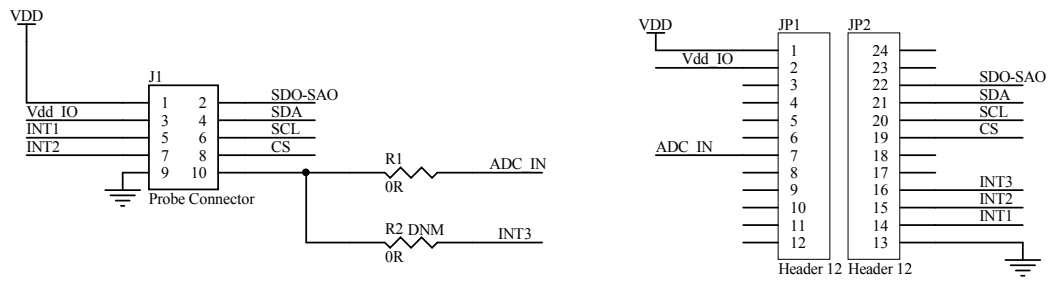 VDD
J1
1 2 SDO-SAO
Vdd_IO 3 4 SDA
INT1 5 6 SCL
INT2 7 8 CS
9 10
Probe Connector
R1
0R
ADC_IN
R2 DNM
0R
INT3
VDD
JP1
1
Vdd_IO 2
3
4
5
6
ADC_IN 7
8
9
10
11
12
Header 12
JP2
24
23
22 SDO-SAO
21 SDA
20 SCL
19 CS
18
17
16 INT3
15 INT2
14 INT1
13
Header 12